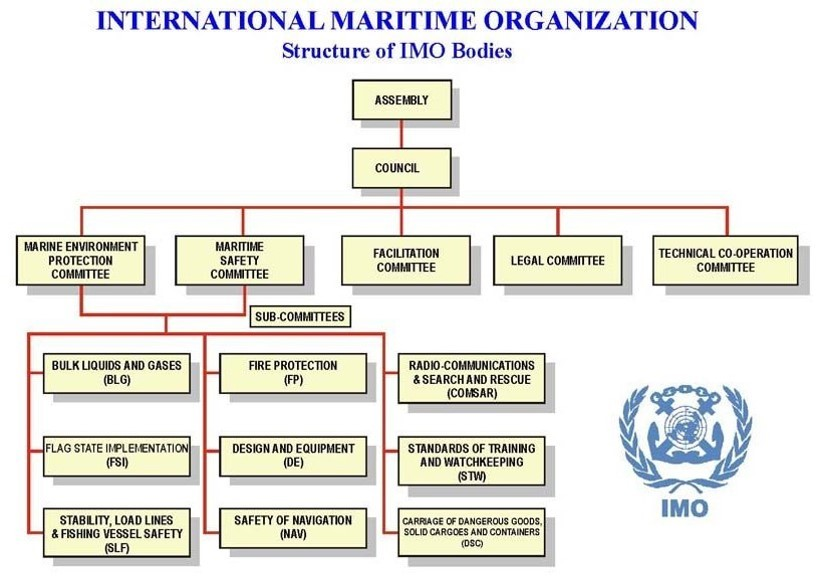 INTERNATIONAL MARITIME ORGANIZATION
Structure of IMO Bodies
ASSEMBLY
COUNCIL
MARINE ENVIRONMENT
PROTECTION
COMMITTEE
MARITIME
SAFETY
COMMITTEE
FACILITATION
COMMITTEE
LEGAL COMMITTEE
TECHNICAL CO-OPERATION
COMMITTEE
SUB-COMMITTEES
BULK LIQUIDS AND GASES
(BLG)
FIRE PROTECTION
(FP)
RADIO-COMMUNICATIONS
& SEARCH AND RESCUE
(COMSAR)
FLAG STATE IMPLEMENTATION
(FSI)
DESIGN AND EQUIPMENT
(DE)
STANDARDS OF TRAINING
AND WATCHKEEPING
(STW)
STABILITY, LOAD LINES
& FISHING VESSEL SAFETY
(SLF)
SAFETY OF NAVIGATION
(NAV)
CARRIAGE OF DANGEROUS GOODS,
SOLID CARGOES AND CONTAINERS
(DSC)
IMO